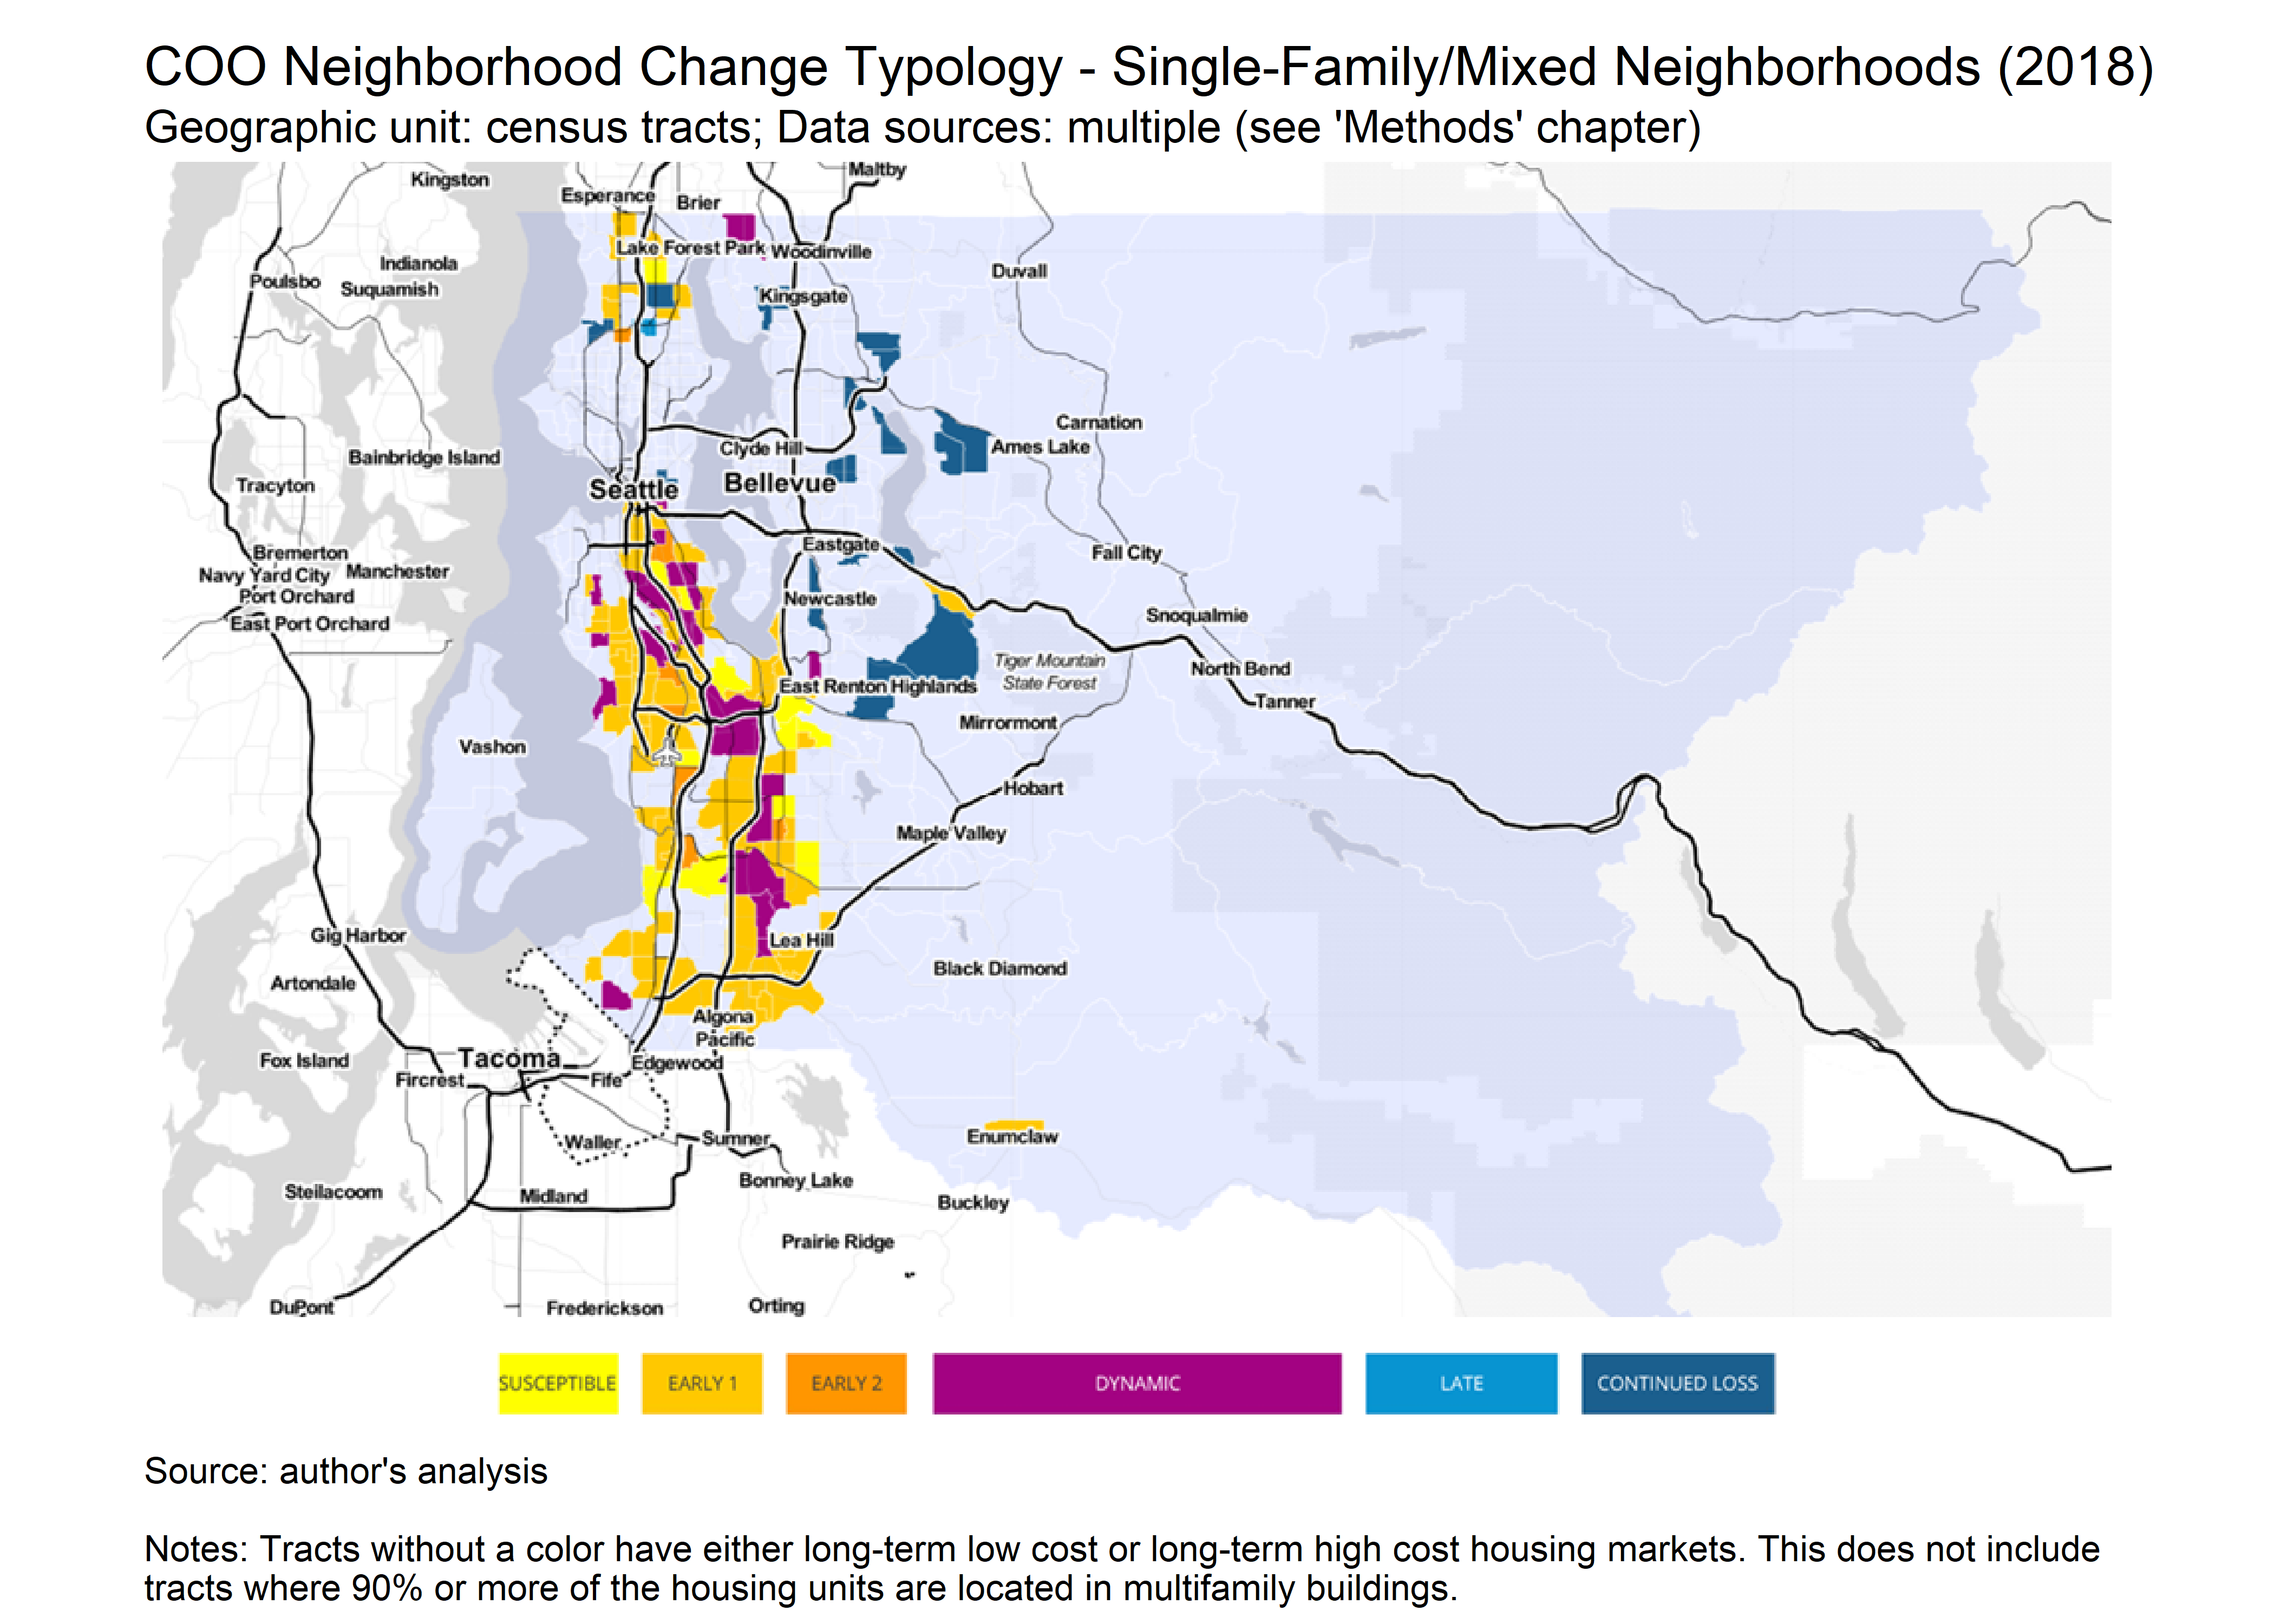 COO Neighborhood Change Typology - Single-Family/Mixed Neighborhoods (2018)
Geographic unit: census tracts; Data sources: multiple (see 'Methods' chapter)
Maltby
Kingston
Esperance
Brier
Lake Forest Park
Woodinville
Indianola
Duvall
Poulsbo
Suquamish
Kingsgate
Carnation
Clyde Hill
Ames Lake
Bainbridge Island
Tracyton
Seattle
Bellevue
Eastgate
Fall City
Bremerton
Navy Yard City
Manchester
Port Orchard
Newcastle
East Port Orchard
Snoqualmie
Tiger Mountain
State Forest
North Bend
East Renton Highlands
Tanner
Mirrormont
Vashon
Hobart
Maple Valley
Gig Harbor
Lea Hill
Black Diamond
Artondale
Algona
Pacific
Fox Island
Tacoma
Edgewood
Fircrest
Fife
Enumclaw
Waller
Sumner
Bonney Lake
Steilacoom
Midland
Buckley
Prairie Ridge
DuPont
Frederickson
Orting
SUSCEPTIBLE
EARLY 1
EARLY 2
DYNAMIC
LATE
CONTINUED LOSS
Source: author's analysis
Notes: Tracts without a color have either long-term low cost or long-term high cost housing markets. This does not include
tracts where 90% or more of the housing units are located in multifamily buildings.